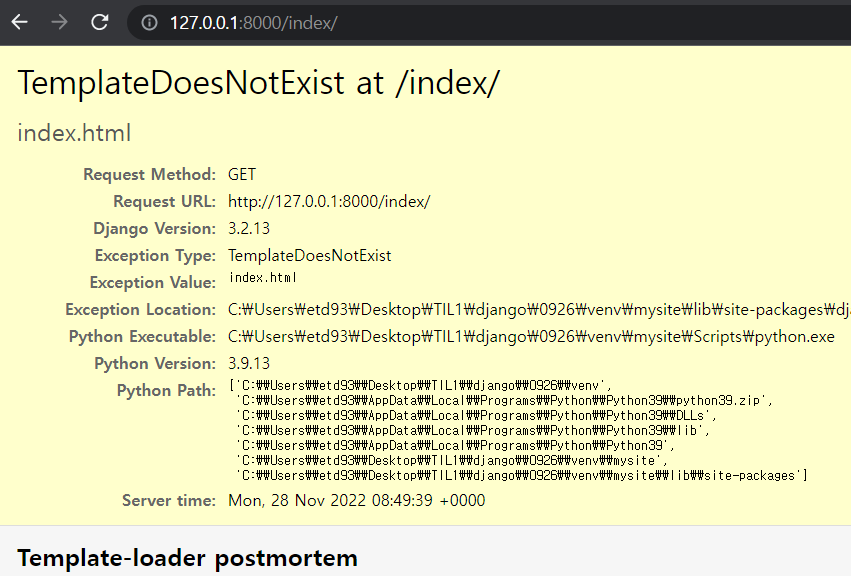 127.0.0.1:8000/index/
TemplateDoesNotExist at /index/
index.html
Request Method: GET
Request URL: http://127.0.0.1:8000/index/
Django Version: 3.2.13
Exception Type: TemplateDoesNotExist
Exception Value: index.html
Exception Location: C:₩Users₩etd93₩Desktop₩TIL1₩django₩0926₩venv₩mysite₩lib₩site-packages₩dj
Python Executable: C:₩Users₩etd93₩Desktop₩TIL1₩django₩0926₩venv₩mysite₩Scripts₩python.exe
Python Version: 3.9.13
Python Path: ['C:₩₩Users₩₩etd93₩₩Desktop₩₩TIL1₩₩django₩₩0926₩₩venv',
'C:₩₩Users₩₩etd93₩₩AppData₩₩Local₩₩Programs₩₩Python₩₩Python39₩₩python39.zip',
'C:₩₩Users₩₩etd93₩₩AppData₩₩Local₩₩Programs₩₩Python₩₩Python39₩₩DLLs',
'C:₩₩Users₩₩etd93₩₩AppData₩₩Local₩₩Programs₩₩Python₩₩Python39₩₩lib',
'C:₩₩Users₩₩etd93₩₩AppData₩₩Local₩₩Programs₩₩Python₩₩Python39',
'C:₩₩Users₩₩etd93₩₩Desktop₩₩TIL1₩₩django₩₩0926₩₩venv₩₩mysite',
'C:₩₩Users₩₩etd93₩₩Desktop₩₩TIL1₩₩django₩₩0926₩₩venv₩₩mysite₩₩lib₩₩site-packages']
Server time: Mon, 28 Nov 2022 08:49:39 +0000
Template-loader postmortem